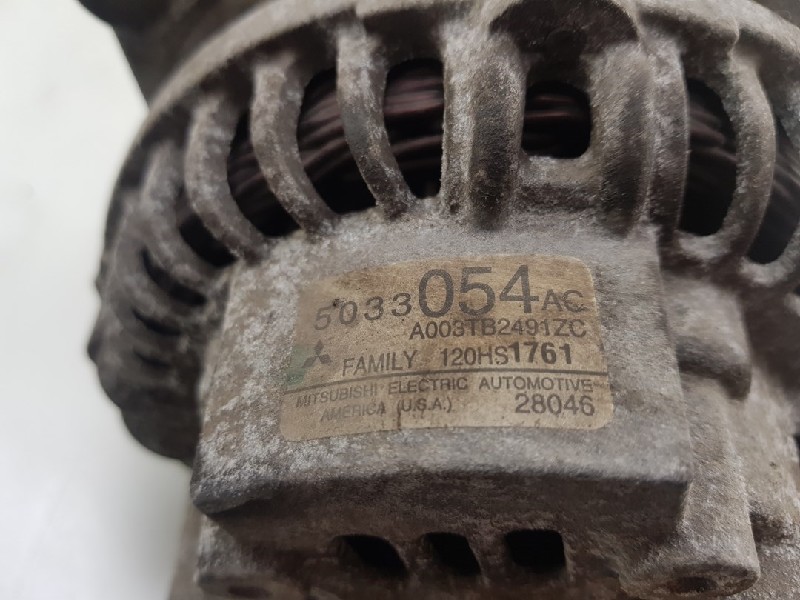 5033054AC
A003TB2491ZC
FAMILY 120HS1761
MITSUBISHI ELECTRIC AUTOMOTIVE
AMERICA (U.S.A.) 28046